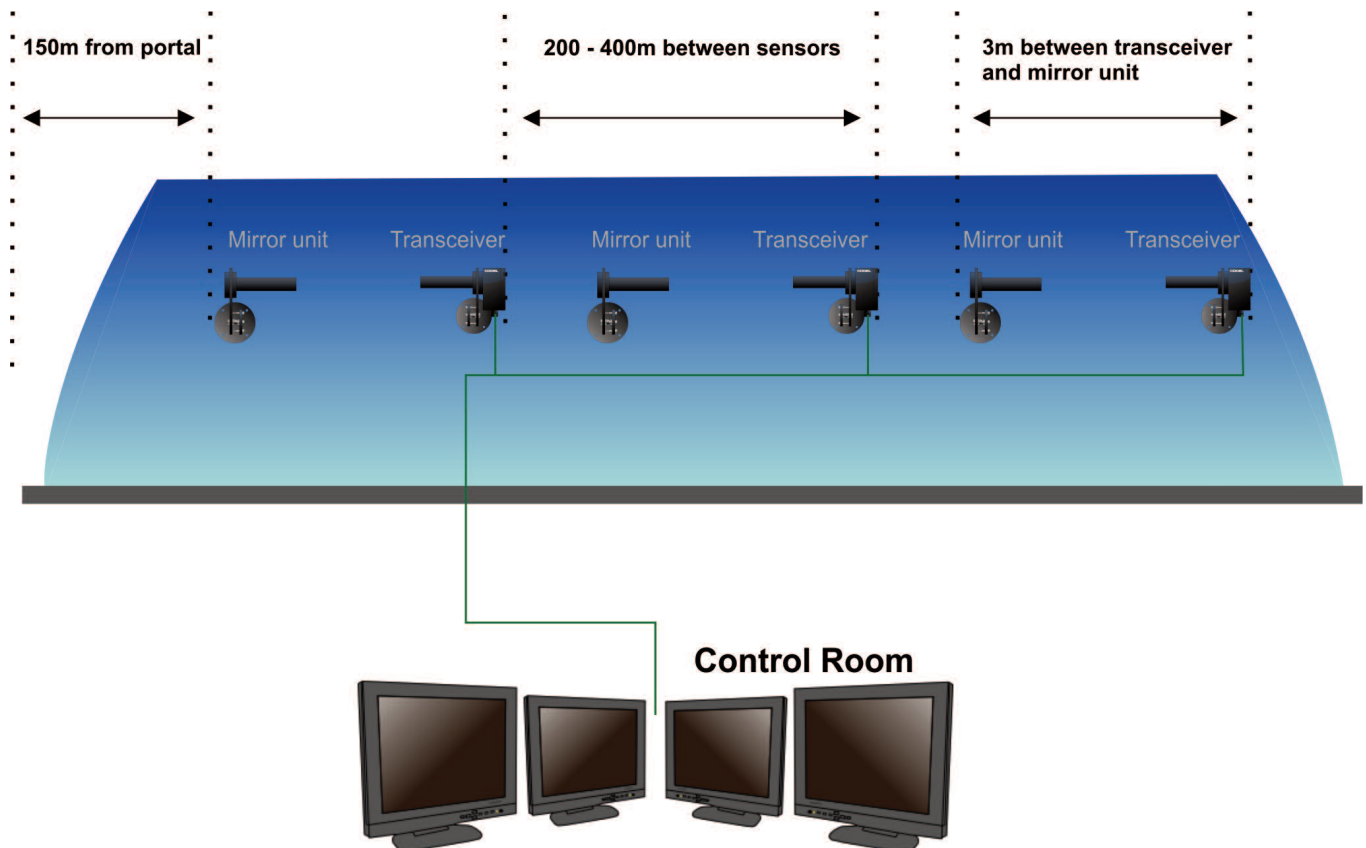 150m from portal
200 - 400m between sensors
3m between transceiver
and mirror unit
Mirror unit
Transceiver
Mirror unit
Transceiver
Mirror unit
Transceiver
Control Room